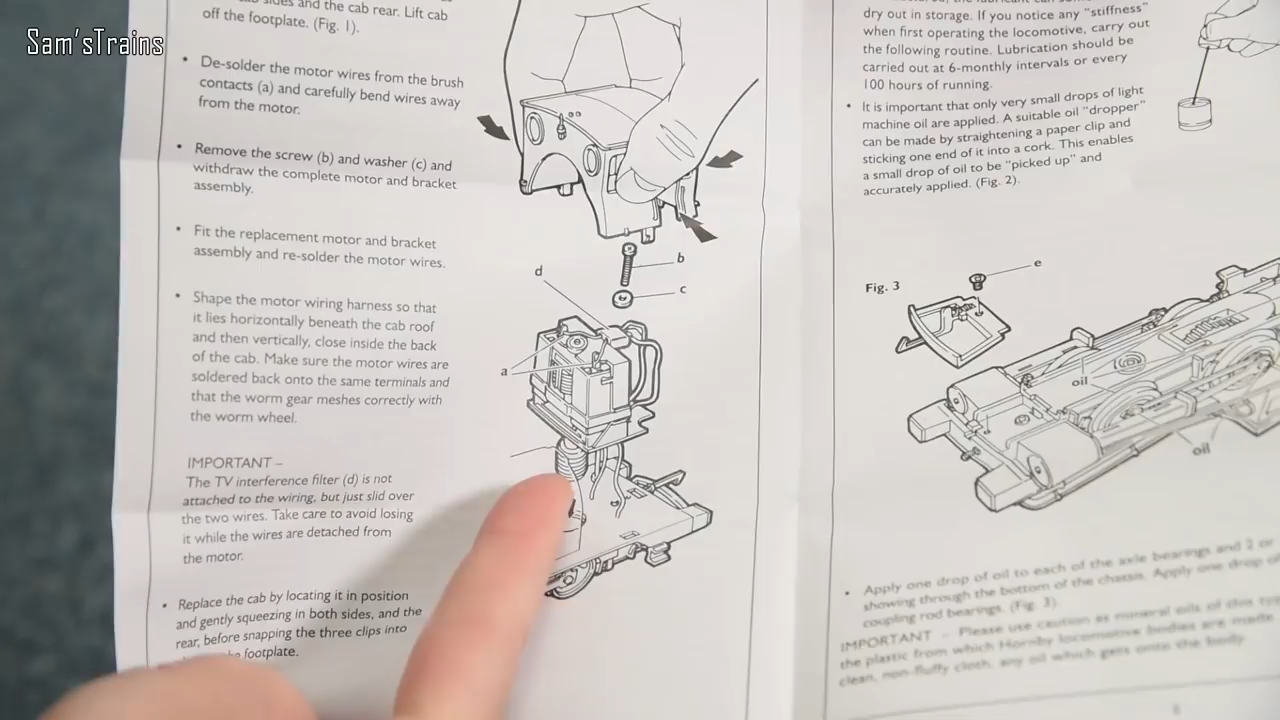 Sam'sTrains
sides and the cab rear. Lift cab
off the footplate. (Fig. 1).
• De-solder the motor wires from the brush
contacts (a) and carefully bend wires away
from the motor.
• Remove the screw (b) and washer (c) and
withdraw the complete motor and bracket
assembly.
• Fit the replacement motor and bracket
assembly and re-solder the motor wires.
• Shape the motor wiring harness so that
it lies horizontally beneath the cab roof
and then vertically, close inside the back
of the cab. Make sure the motor wires are
soldered back onto the same terminals and
that the worm gear meshes correctly with
the worm wheel.
IMPORTANT –
The TV interference filter (d) is not
attached to the wiring, but just slid over
the two wires. Take care to avoid losing
it while the wires are detached from
the motor.
• Replace the cab by locating it in position
and gently squeezing in both sides, and the
rear, before snapping the three clips into
footplate.
b
c
d
a
dry out in storage. If you notice any "stiffness"
when first operating the locomotive, carry out
the following routine. Lubrication should be
carried out at 6-monthly intervals or every
100 hours of running.
• It is important that only very small drops of light
machine oil are applied. A suitable oil "dropper"
can be made by straightening a paper clip and
sticking one end of it into a cork. This enables
a small drop of oil to be "picked up" and
accurately applied. (Fig. 2).
Fig. 3
e
oil
oil
• Apply one drop of oil to each of the axle bearings and 2 or
showing through the bottom of the chassis. Apply one drop of
coupling rod bearings. (Fig. 3).
IMPORTANT – Please use caution as mineral oils of this
the plastic from which Hornby locomotive bodies are made
clean, non-fluffy cloth, any oil which gets onto the body